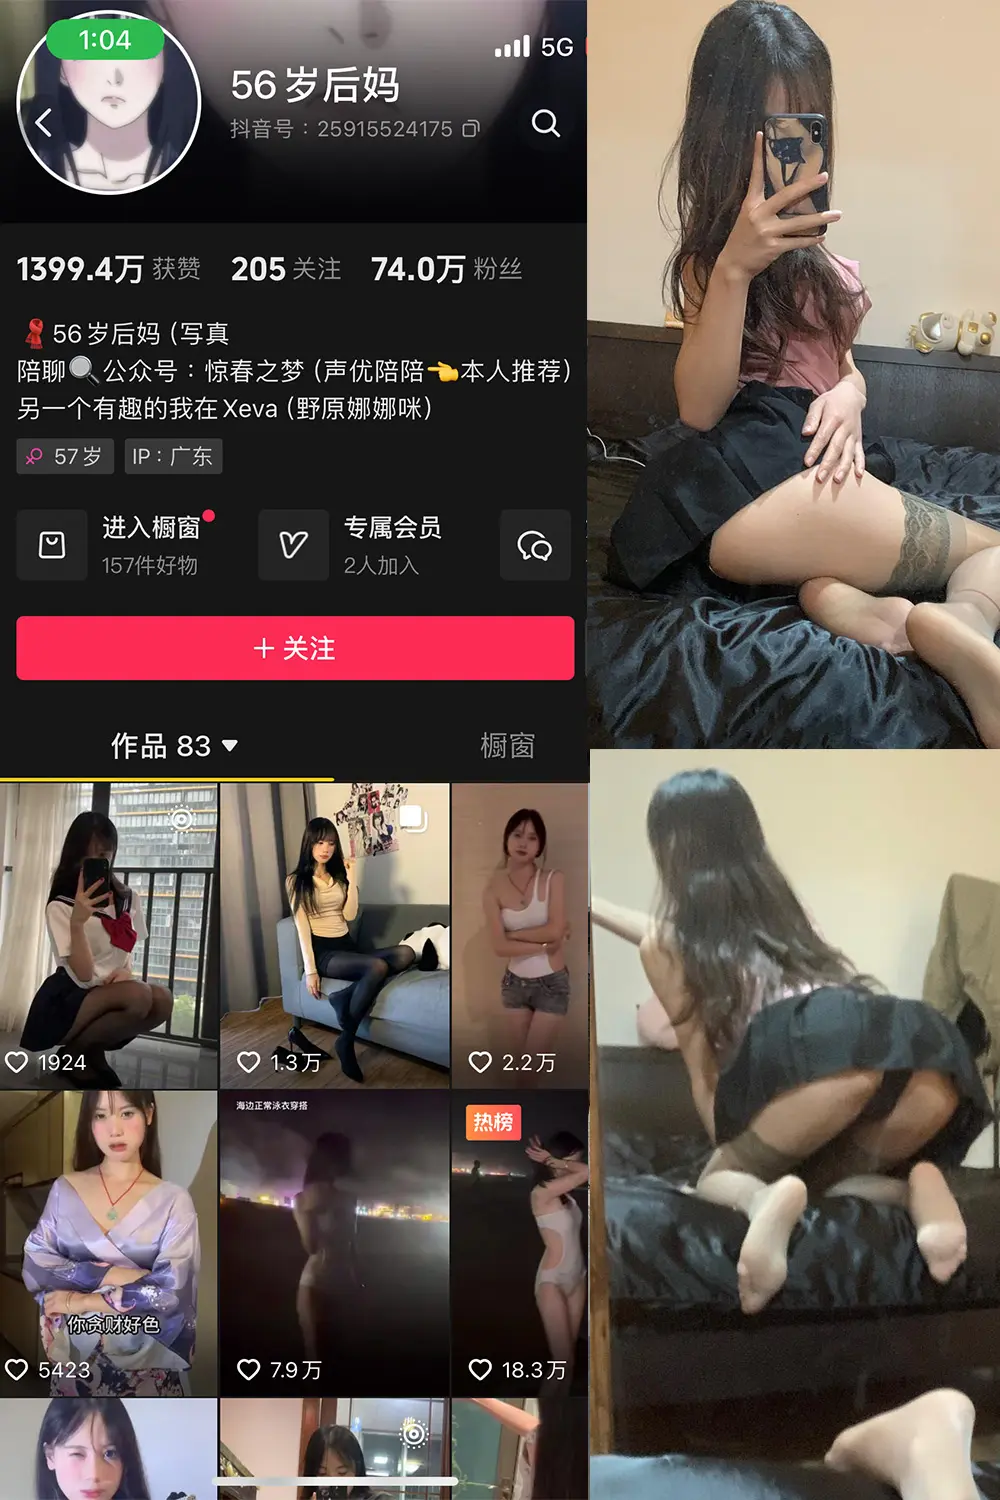 1:04
5G
56岁后妈
抖音号：25915524175
1399.4万 获赞 205 关注 74.0万 粉丝
56岁后妈（写真
陪聊🔍公众号：惊春之梦（声优陪陪👈本人推荐）
另一个有趣的我在Xeva（野原娜娜咪）
57岁 IP：广东
进入橱窗
157件好物
专属会员
2人加入
＋关注
作品 83
橱窗
1924
1.3万
2.2万
海边正常泳衣穿搭
热榜
你贪财好色
5423
7.9万
18.3万